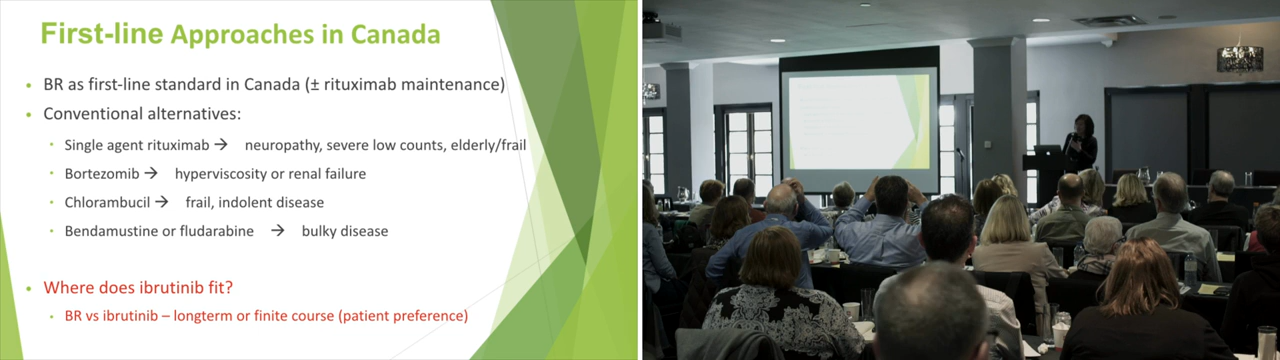 First-line Approaches in Canada
BR as first-line standard in Canada (± rituximab maintenance)
Conventional alternatives:
Single agent rituximab → neuropathy, severe low counts, elderly/frail
Bortezomib → hyperviscosity or renal failure
Chlorambucil → frail, indolent disease
Bendamustine or fludarabine → bulky disease
Where does ibrutinib fit?
BR vs ibrutinib – longterm or finite course (patient preference)